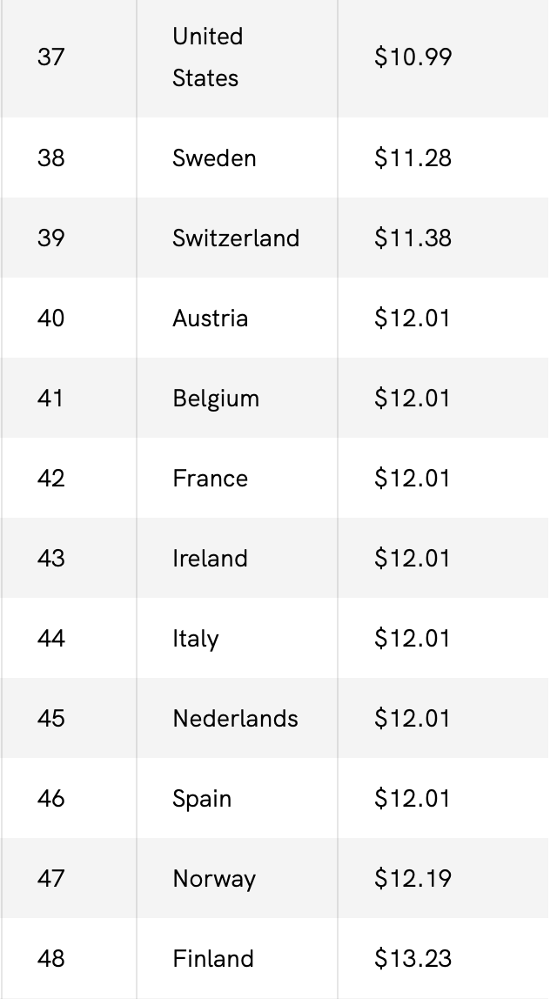 37 United States $10.99
38 Sweden $11.28
39 Switzerland $11.38
40 Austria $12.01
41 Belgium $12.01
42 France $12.01
43 Ireland $12.01
44 Italy $12.01
45 Nederlands $12.01
46 Spain $12.01
47 Norway $12.19
48 Finland $13.23